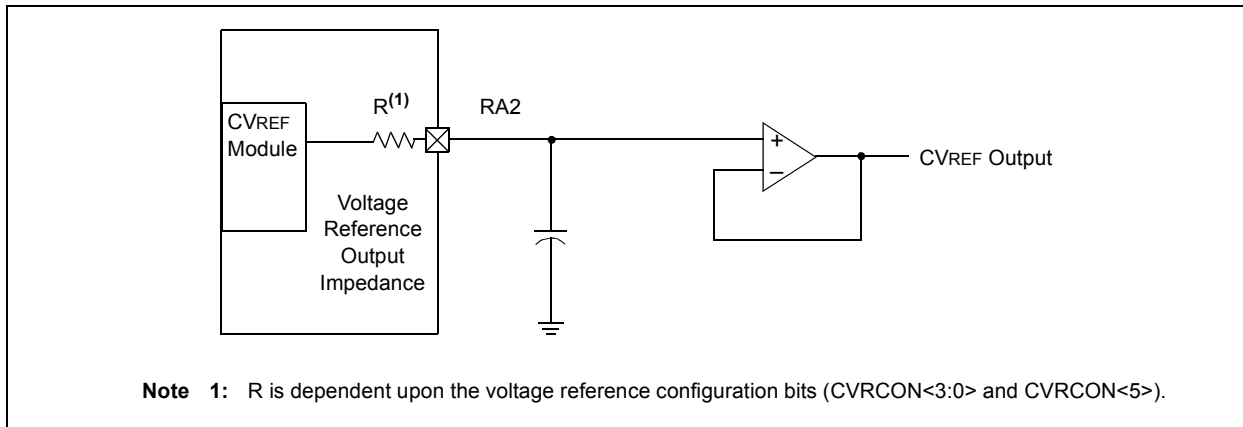 R(1)
RA2
CVREF
Module
+
–
CVREF Output
Voltage
Reference
Output
Impedance
Note 1: R is dependent upon the voltage reference configuration bits (CVRCON<3:0> and CVRCON<5>).